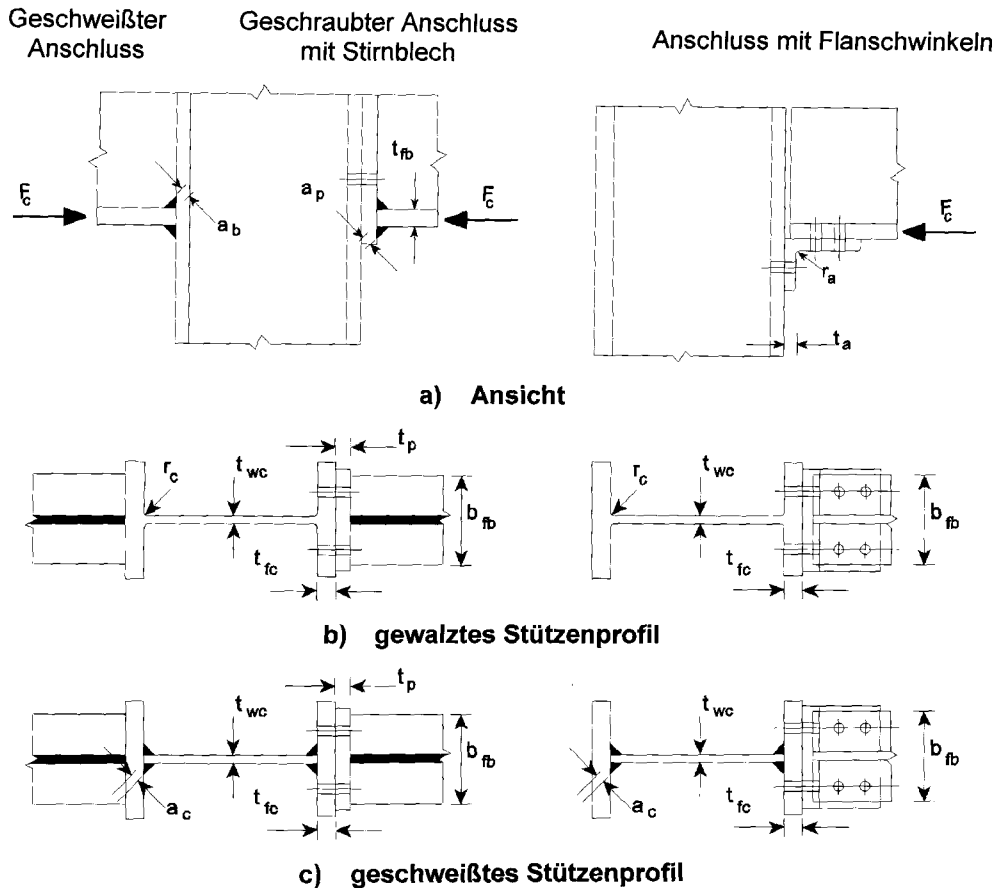 Geschweißter
Anschluss
Geschraubter Anschluss
mit Stirnblech
Anschluss mit Flanschwinkeln
F_c
a_b
a_p
t_fb
F_c
F_c
r_a
t_a
a) Ansicht
r_c
t_wc
t_p
b_fb
t_fc
r_c
t_wc
b_fb
t_fc
b) gewalztes Stützenprofil
t_p
t_wc
b_fb
a_c
t_fc
t_wc
b_fb
a_c
t_fc
c) geschweißtes Stützenprofil